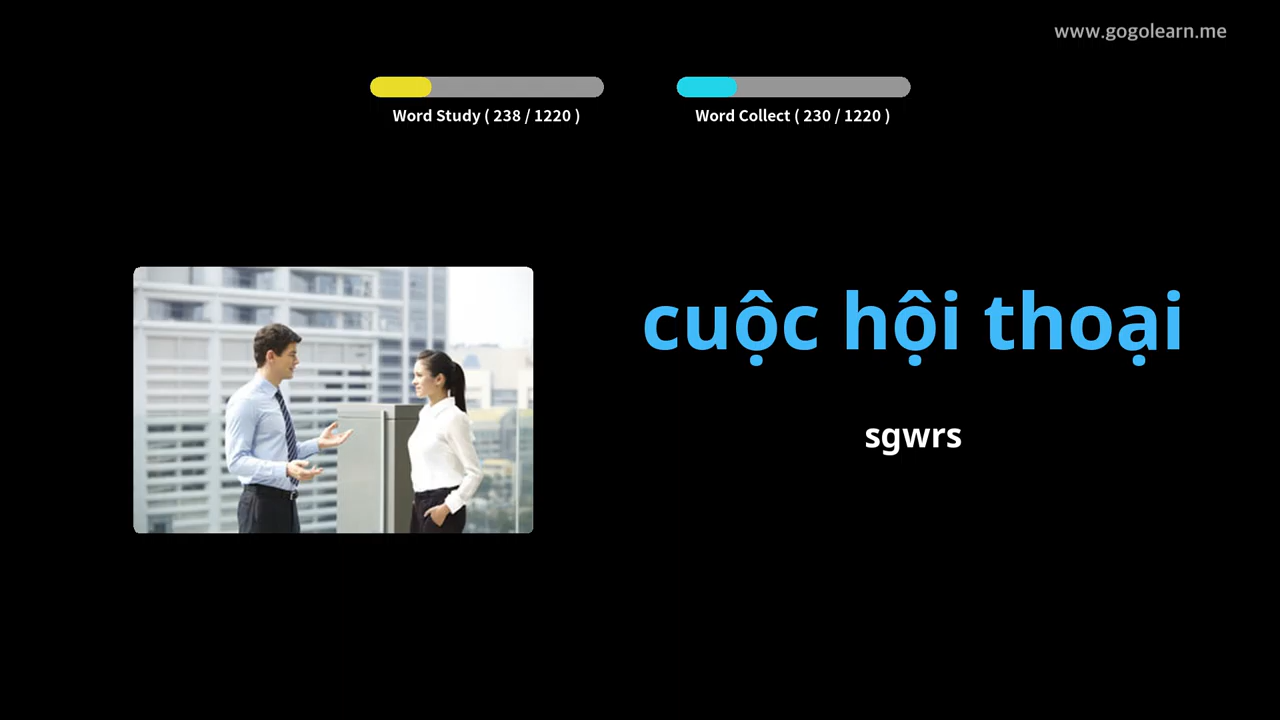 www.gogolearn.me
Word Study ( 238 / 1220 )
Word Collect ( 230 / 1220 )
cuộc hội thoại
sgwrs